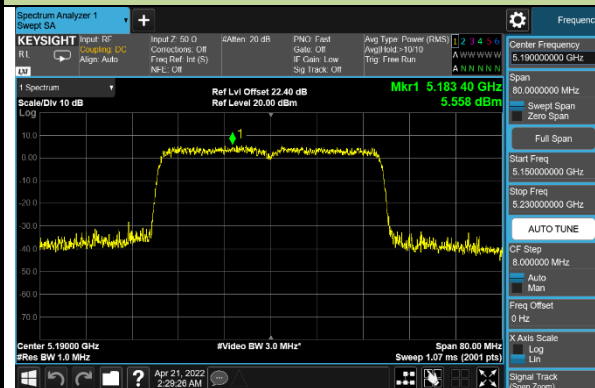 Spectrum Analyzer 1
Swept SA
+
Frequenc
KEYSIGHT
RL
LXI
Input: RF
Coupling: DC
Align: Auto
Input Z: 50 Ω
Corrections: Off
Freq Ref: Int (S)
NFE: Off
#Atten: 20 dB
PNO: Fast
Gate: Off
IF Gain: Low
Sig Track: Off
Avg Type: Power (RMS)
Avg|Hold:>10/10
Trig: Free Run
1 2 3 4 5 6
A W W W W W
A N N N N N
1 Spectrum
Scale/Div 10 dB
Log
Ref Lvl Offset 22.40 dB
Ref Level 20.00 dBm
Mkr1 5.183 40 GHz
5.558 dBm
1
10.0
0.00
-10.0
-20.0
-30.0
-40.0
-50.0
-60.0
-70.0
Center 5.19000 GHz
#Res BW 1.0 MHz
#Video BW 3.0 MHz*
Span 80.00 MHz
Sweep 1.07 ms (2001 pts)
?
Apr 21, 2022
2:29:26 AM
Center Frequency
5.190000000 GHz
Span
80.0000000 MHz
Swept Span
Zero Span
Full Span
Start Freq
5.150000000 GHz
Stop Freq
5.230000000 GHz
AUTO TUNE
CF Step
8.000000 MHz
Auto
Man
Freq Offset
0 Hz
X Axis Scale
Log
Lin
Signal Track
(Span Zoom)